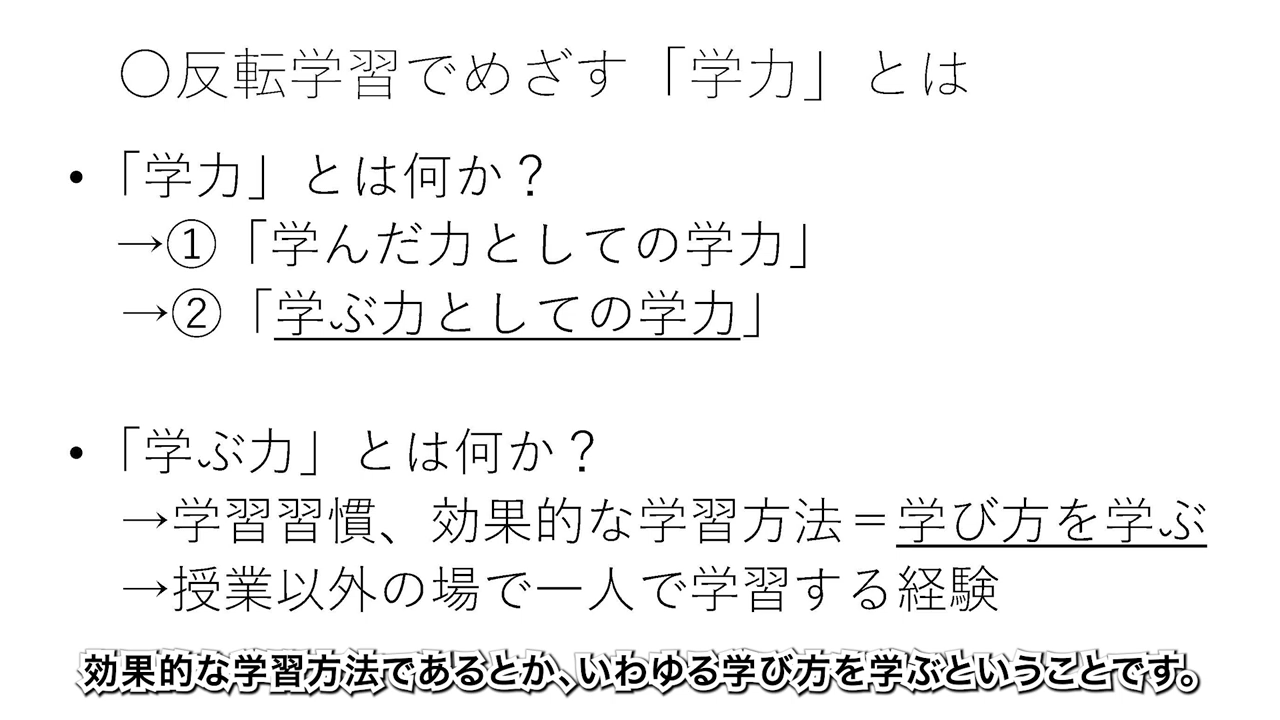 ○反転学習でめざす「学力」とは
•「学力」とは何か？
→①「学んだ力としての学力」
→②「学ぶ力としての学力」
•「学ぶ力」とは何か？
→学習習慣、効果的な学習方法＝学び方を学ぶ
→授業以外の場で一人で学習する経験
効果的な学習方法であるとか、いわゆる学び方を学ぶということです。